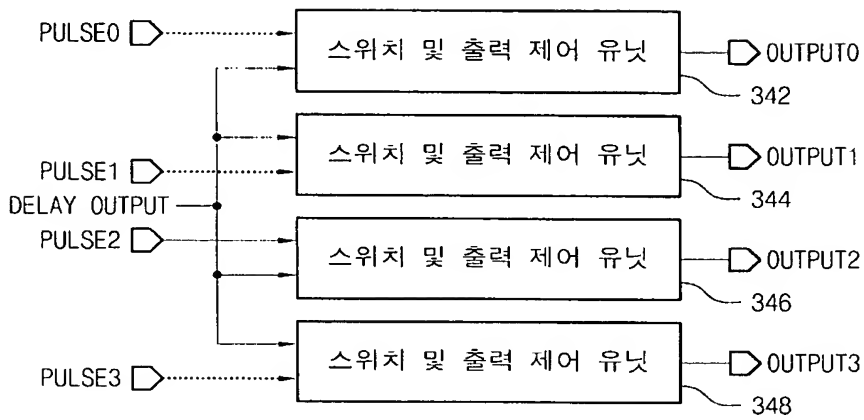 PULSE0
스위치 및 출력 제어 유닛
OUTPUT0
342
스위치 및 출력 제어 유닛
OUTPUT1
PULSE1
344
DELAY OUTPUT
PULSE2
스위치 및 출력 제어 유닛
OUTPUT2
346
스위치 및 출력 제어 유닛
OUTPUT3
PULSE3
348